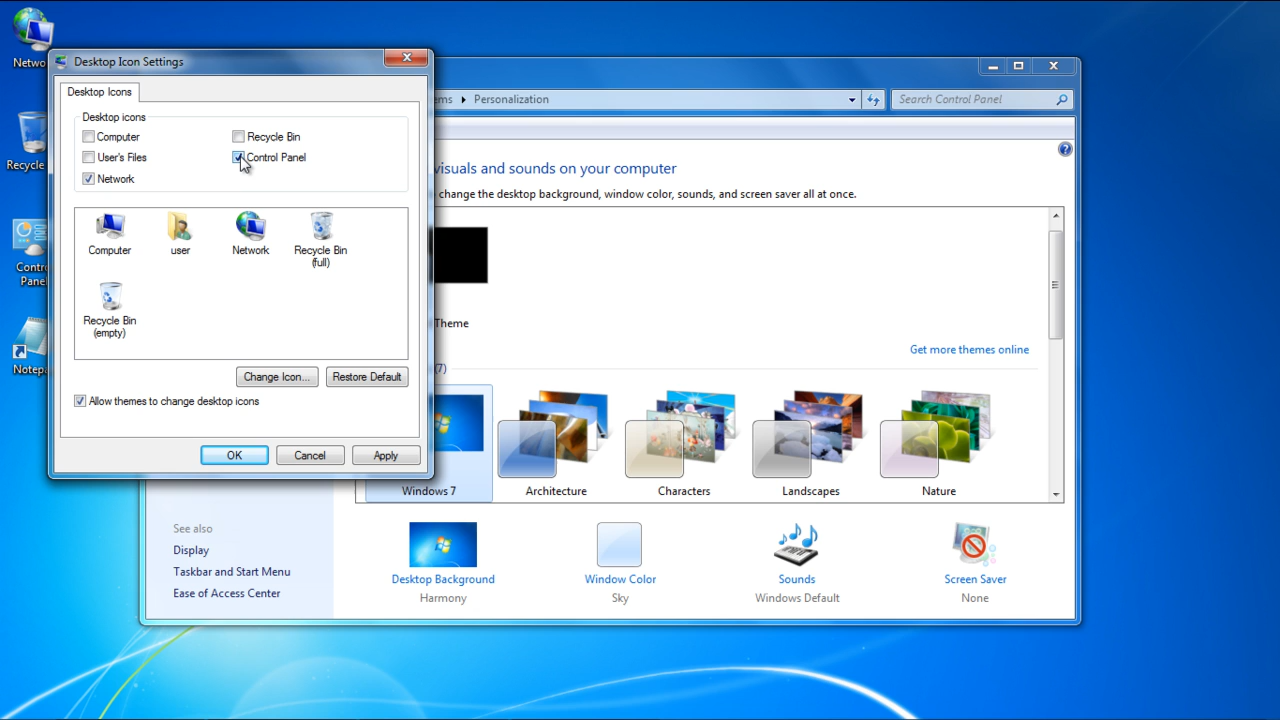 Netwo
Recycle
Contr
Panel
Notepa
Desktop Icon Settings
Desktop Icons
Desktop icons
Computer
Recycle Bin
User's Files
Control Panel
Network
Computer
user
Network
Recycle Bin
(full)
Recycle Bin
(empty)
Change Icon...
Restore Default
Allow themes to change desktop icons
OK
Cancel
Apply
ems
Personalization
Search Control Panel
visuals and sounds on your computer
change the desktop background, window color, sounds, and screen saver all at once.
Theme
Get more themes online
(7)
Windows 7
Architecture
Characters
Landscapes
Nature
See also
Display
Taskbar and Start Menu
Ease of Access Center
Desktop Background
Harmony
Window Color
Sky
Sounds
Windows Default
Screen Saver
None